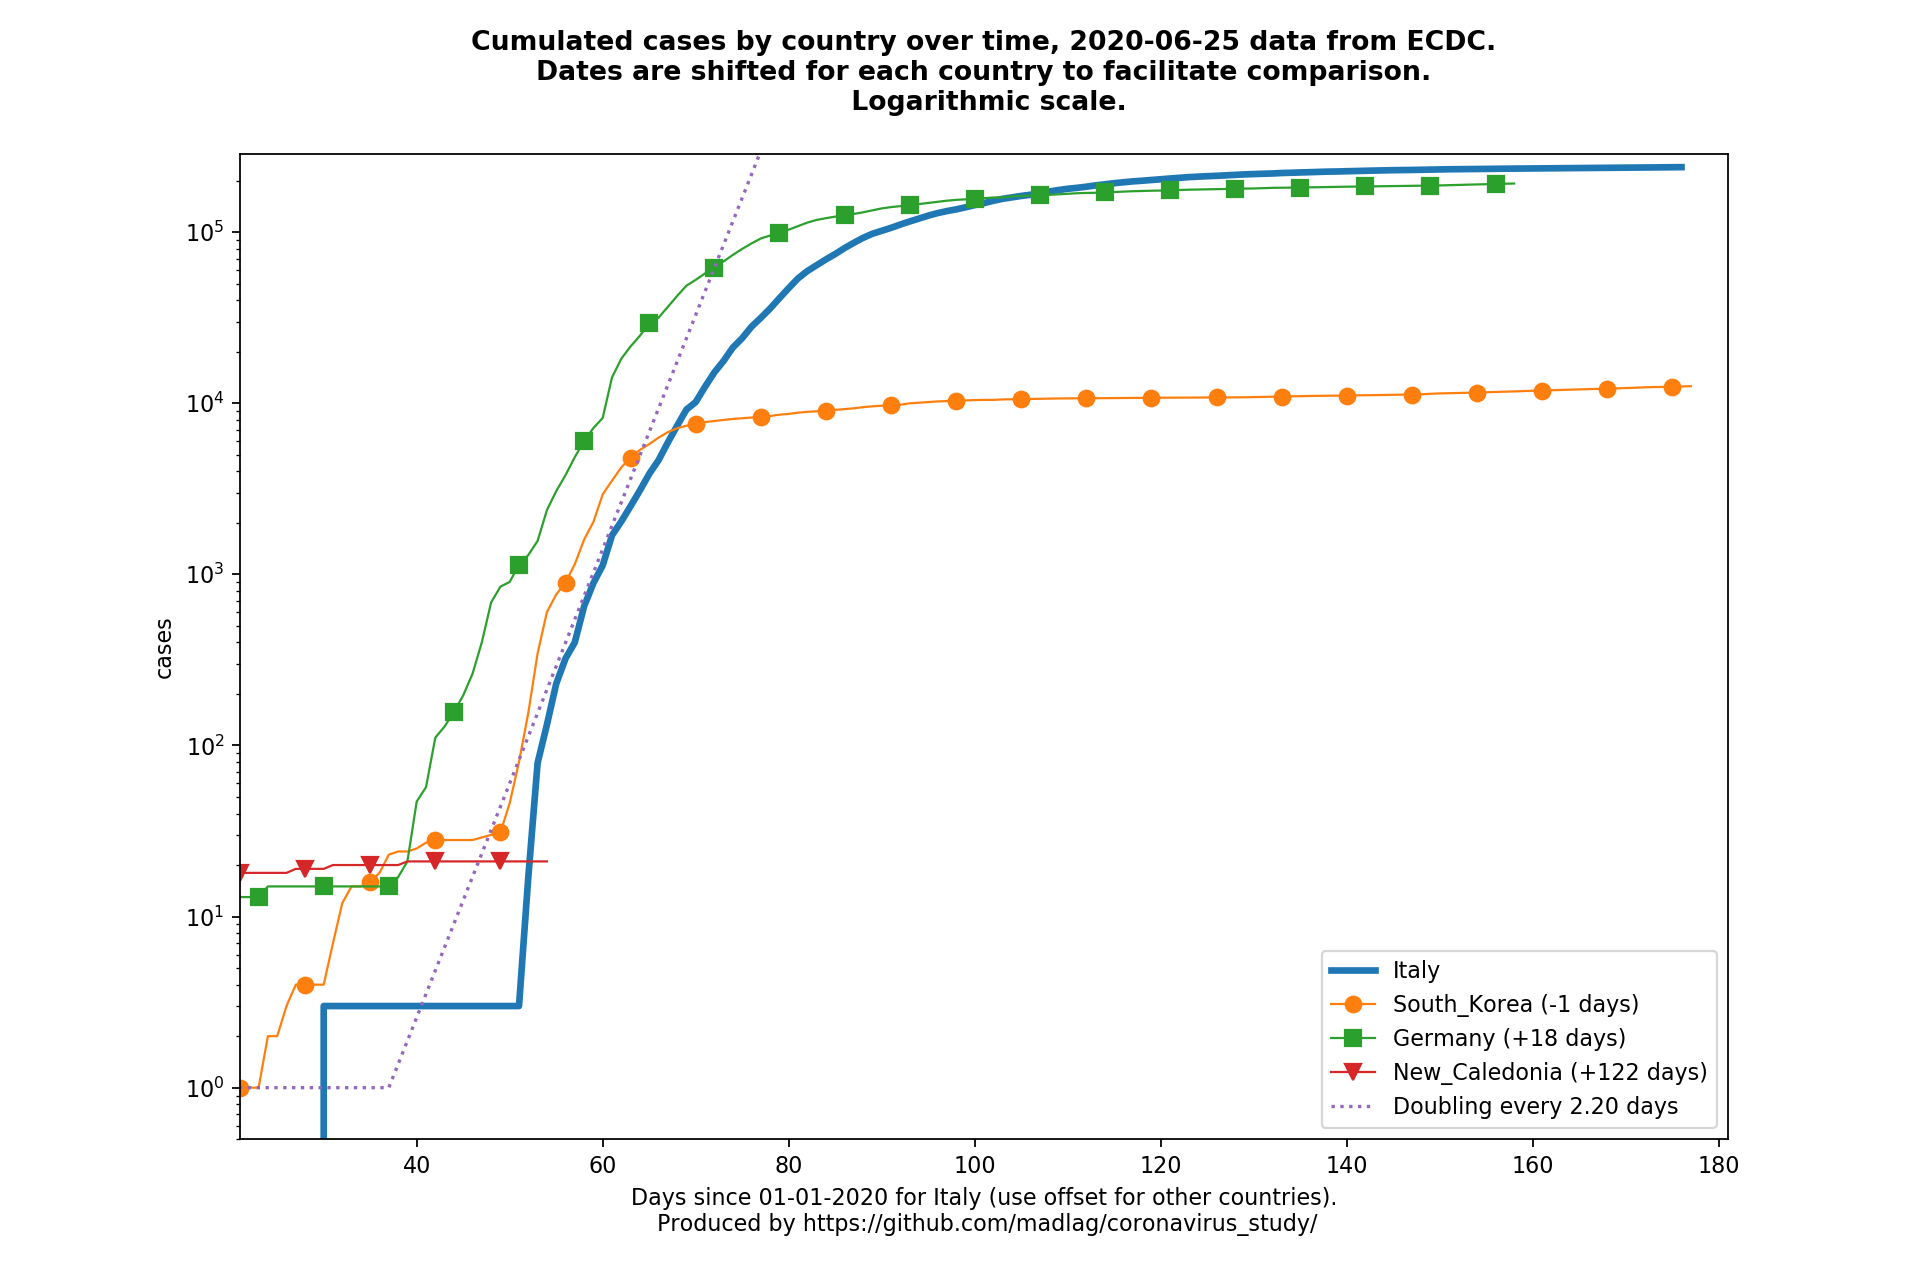 Cumulated cases by country over time, 2020-06-25 data from ECDC.
Dates are shifted for each country to facilitate comparison.
Logarithmic scale.
cases
10^5
10^4
10^3
10^2
10^1
10^0
Italy
South_Korea (-1 days)
Germany (+18 days)
New_Caledonia (+122 days)
Doubling every 2.20 days
40 60 80 100 120 140 160 180
Days since 01-01-2020 for Italy (use offset for other countries).
Produced by https://github.com/madlag/coronavirus_study/